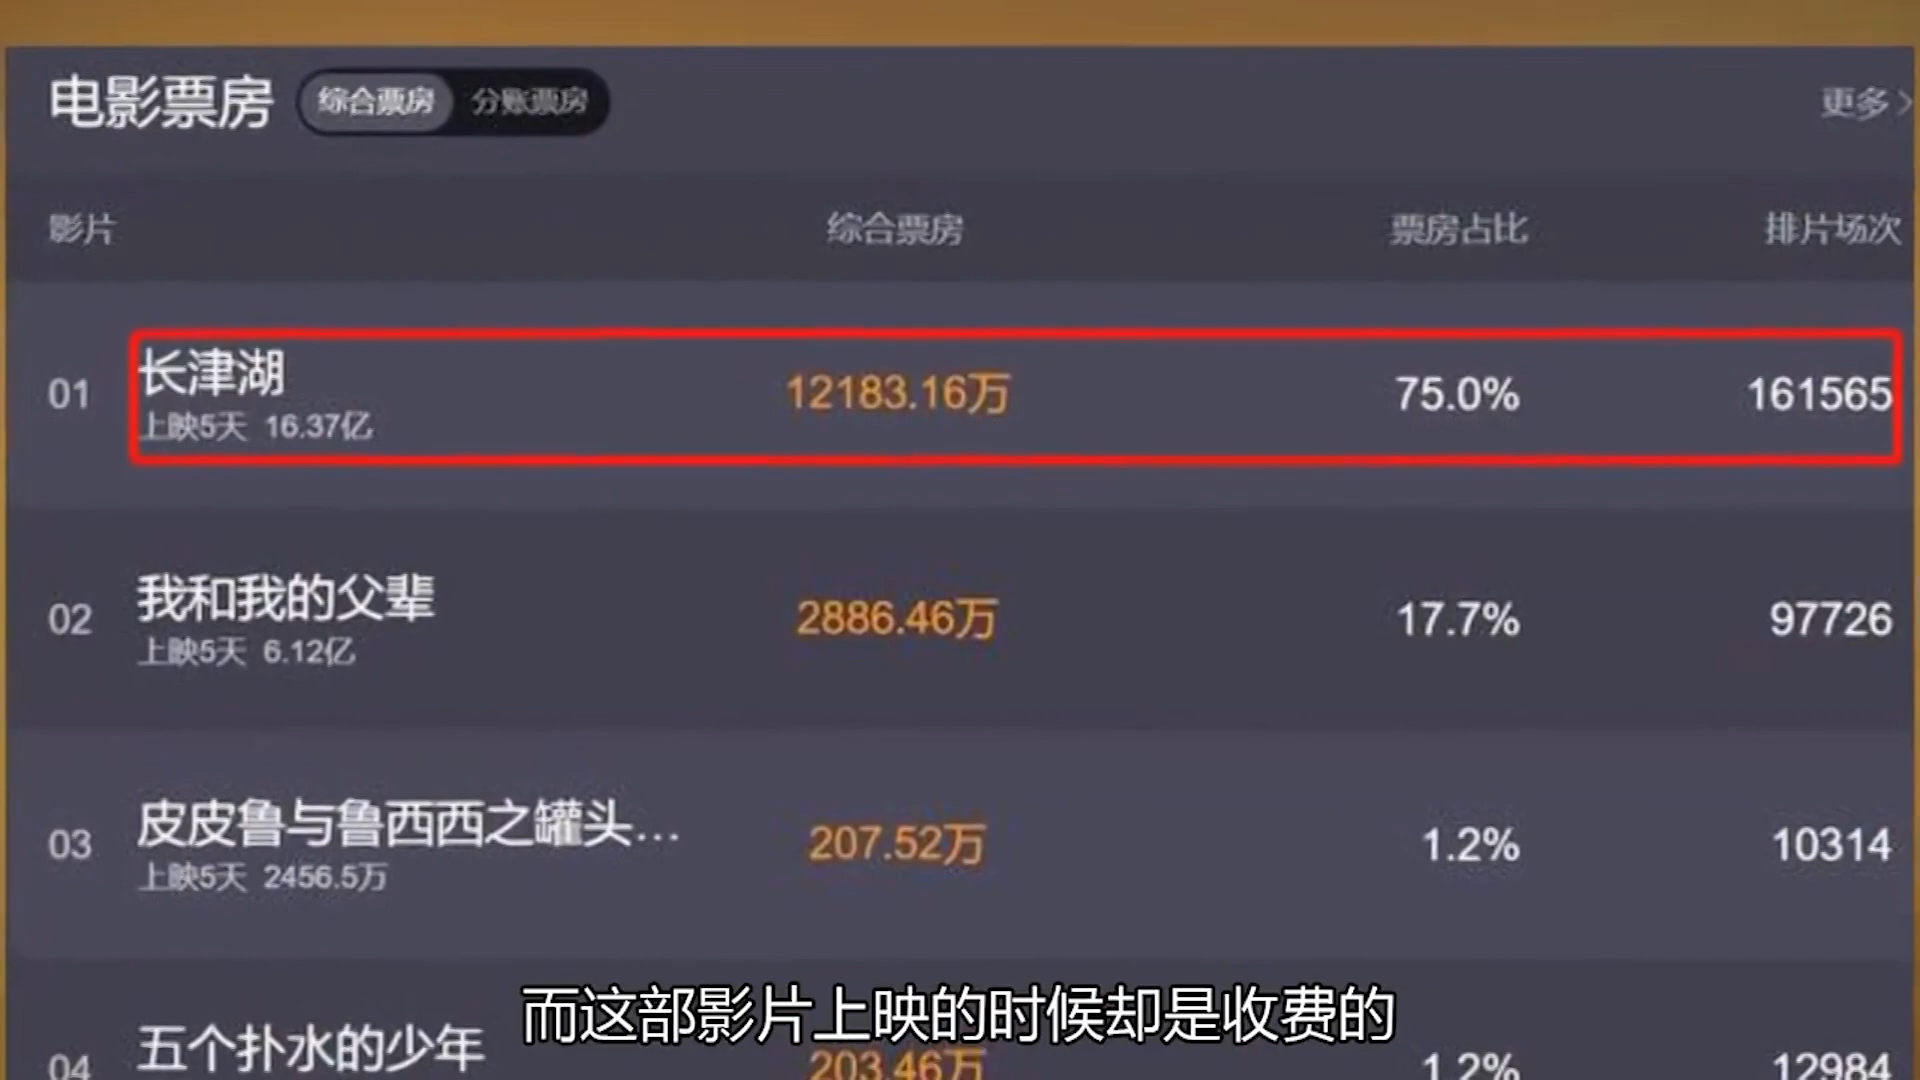 电影票房 综合票房 分账票房 更多>
影片 综合票房 票房占比 排片场次
01 长津湖 12183.16万 75.0% 161565
上映5天 16.37亿
02 我和我的父辈 2886.46万 17.7% 97726
上映5天 6.12亿
03 皮皮鲁与鲁西西之罐头... 207.52万 1.2% 10314
上映5天 2456.5万
04 五个扑水的少年 203.46万 1.2% 12984
而这部影片上映的时候却是收费的